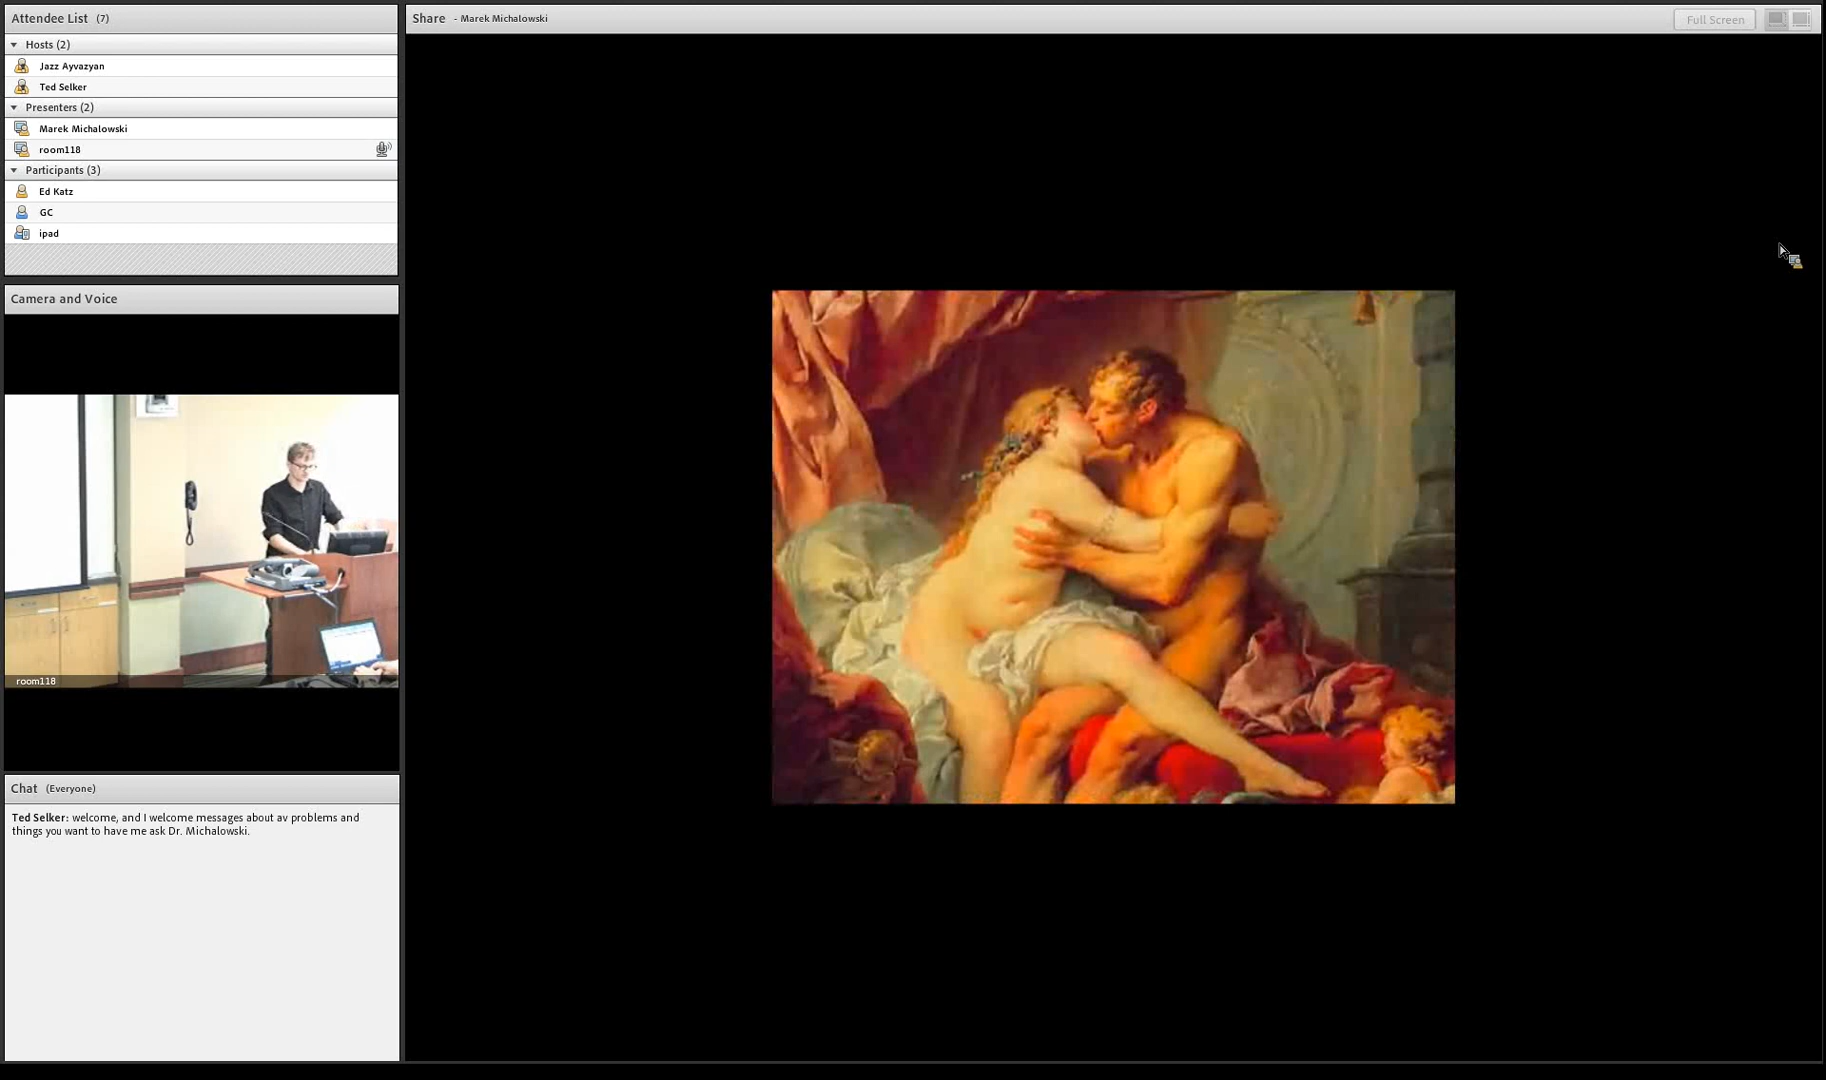 Attendee List (7)
Hosts (2)
Jazz Ayvazyan
Ted Selker
Presenters (2)
Marek Michalowski
room118
Participants (3)
Ed Katz
GC
ipad
Camera and Voice
room118
Chat (Everyone)
Ted Selker: welcome, and I welcome messages about av problems and
things you want to have me ask Dr. Michalowski.
Share - Marek Michalowski
Full Screen